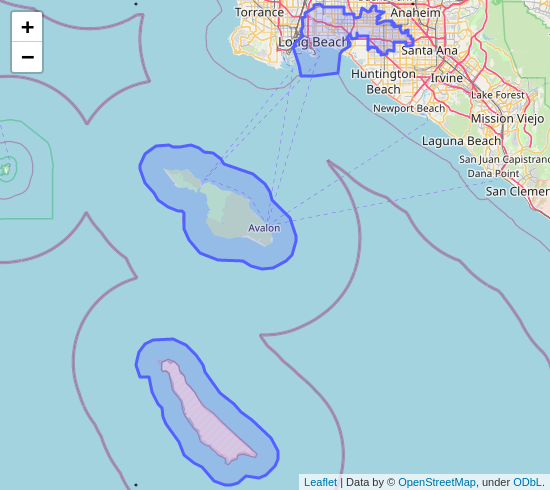 +
−
Torrance
Anaheim
Long Beach
Santa Ana
Huntington
Beach
Irvine
Lake Forest
Newport Beach
Mission Viejo
Laguna Beach
San Juan Capistrano
Dana Point
San Clemen
Avalon
Leaflet | Data by © OpenStreetMap, under ODbL.